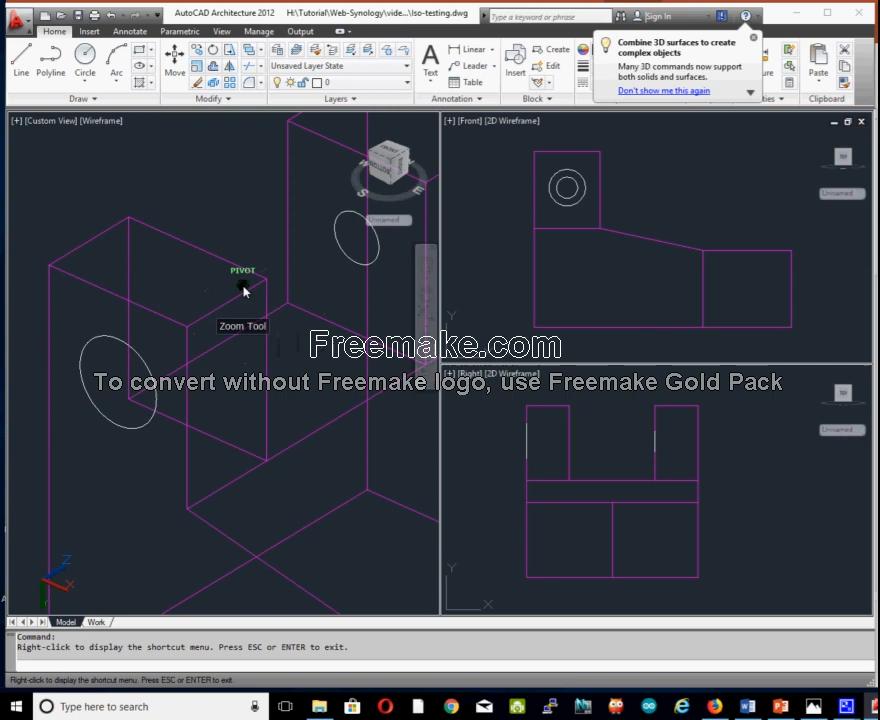 AutoCAD Architecture 2012 H:\Tutorial\Web-Synology\vide...\Iso-testing.dwg
Type a keyword or phrase
Sign In
Home Insert Annotate Parametric View Manage Output
Line Polyline Circle Arc
Move
Unsaved Layer State
0
Text
Linear
Leader
Table
Insert
Create
Edit
Paste
Draw Modify Layers Annotation Block Clipboard
Combine 3D surfaces to create
complex objects
Many 3D commands now support
both solids and surfaces.
Don't show me this again
[+] [Custom View] [Wireframe]
[+] [Front] [2D Wireframe]
FRONT
BOTTOM
S
E
Unnamed
Unnamed
PIVOT
Zoom Tool
Y
Freemake.com
To convert without Freemake logo, use Freemake Gold Pack
[+] [Right] [2D Wireframe]
Unnamed
Z
X
Y
X
Model Work
Command:
Right-click to display the shortcut menu. Press ESC or ENTER to exit.
Right-click to display the shortcut menu. Press ESC or ENTER to exit.
Type here to search